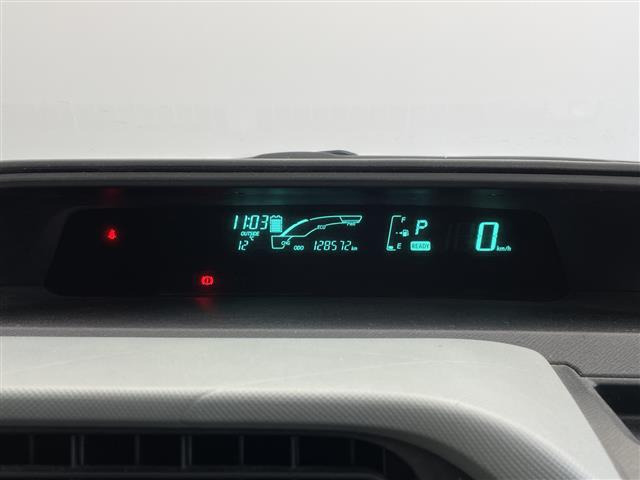 11:03
OUTSIDE
12 °C
ECO
PWR
ODO 128572 km
F
E
P
READY
0 km/h